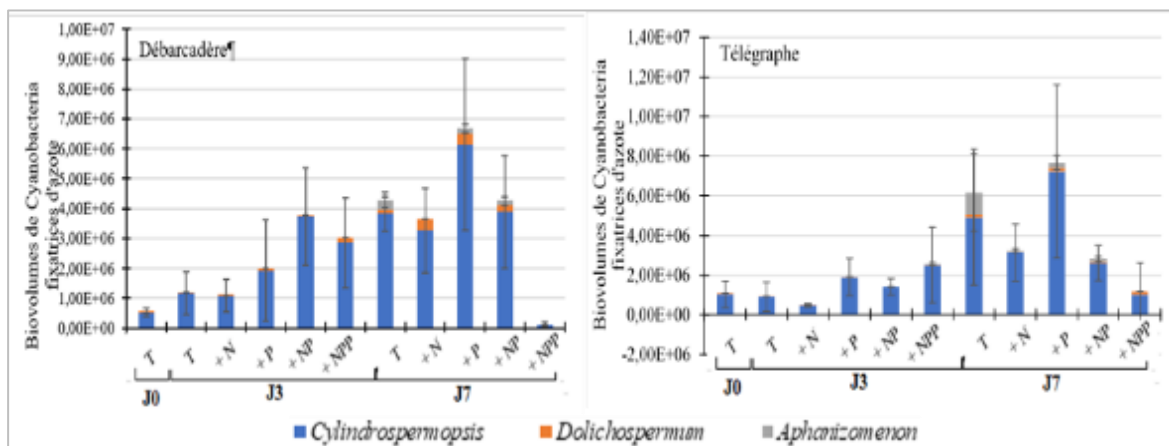 Débarcadère¶
Biovolumes de Cyanobacteria
fixatrices d'azote
1,00E+07
9,00E+06
8,00E+06
7,00E+06
6,00E+06
5,00E+06
4,00E+06
3,00E+06
2,00E+06
1,00E+06
0,00E+00
T T + N + P + NP + NPP T + N + P + NP + NPP
J0 J3 J7
Télégraphe
Biovolumes de Cyanobacteria
fixatrices d'azote
1,40E+07
1,20E+07
1,00E+07
8,00E+06
6,00E+06
4,00E+06
2,00E+06
0,00E+00
-2,00E+06
T T + N + P + NP + NPP T + N + P + NP + NPP
J0 J3 J7
Cylindrospermopsis Dolichospermum Aphanizomenon